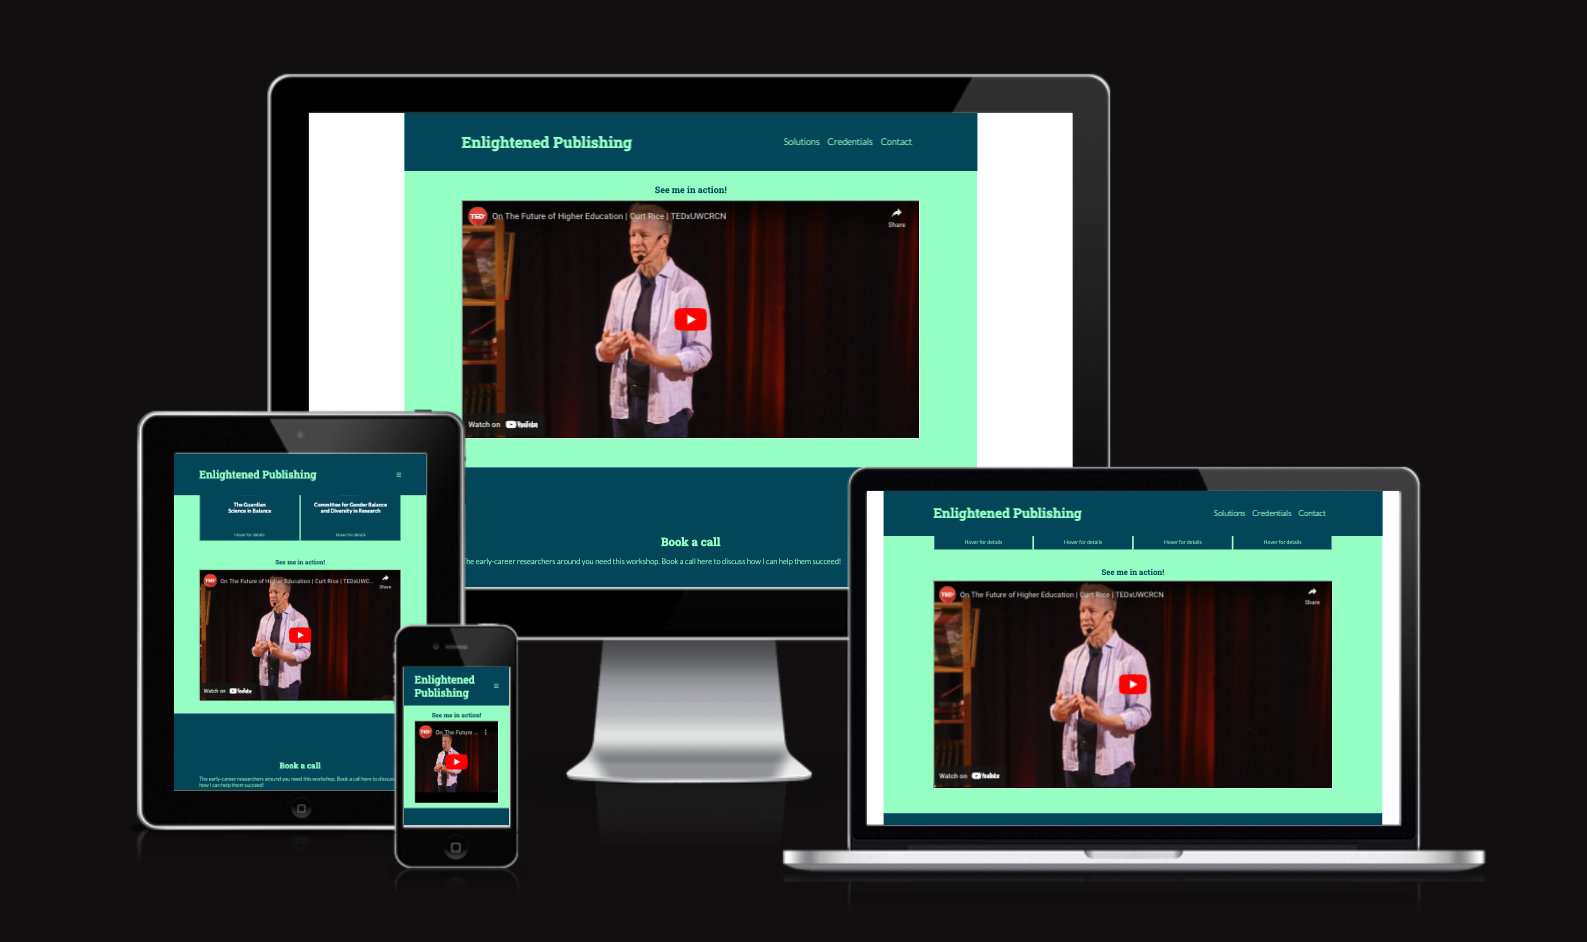 Enlightened Publishing
Solutions Credentials Contact
See me in action!
TED On The Future of Higher Education | Curt Rice | TEDxUWCRCN
Share
Watch on YouTube
Book a call
The early-career researchers around you need this workshop. Book a call here to discuss how I can help them succeed!
Enlightened Publishing
The Guardian
Science in Balance
Committee for Gender Balance
and Diversity in Research
Hover for details
Hover for details
See me in action!
TED On The Future of Higher Education | Curt Rice | TEDxUWC...
Share
Watch on YouTube
Book a call
The early-career researchers around you need this workshop. Book a call here to discuss
how I can help them succeed!
Enlightened
Publishing
See me in action!
TED On The Future ...
Enlightened Publishing
Solutions Credentials Contact
Hover for details
Hover for details
Hover for details
Hover for details
See me in action!
TED On The Future of Higher Education | Curt Rice | TEDxUWCRCN
Share
Watch on YouTube